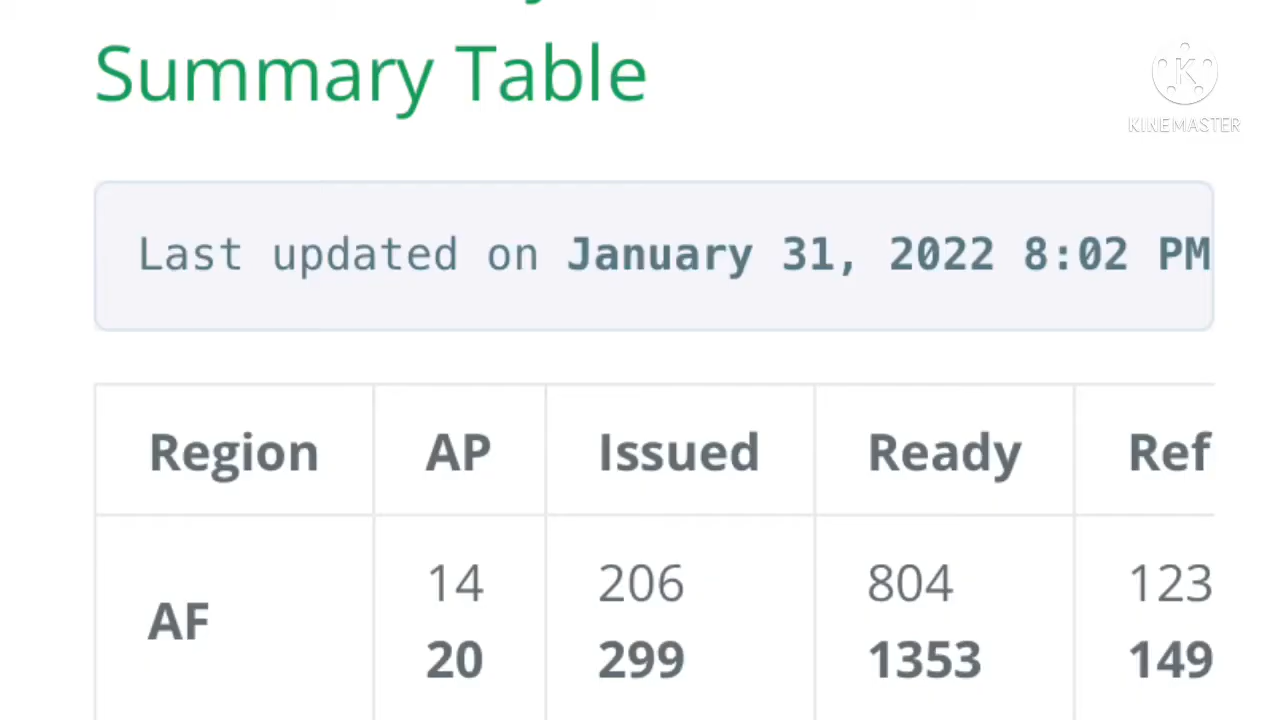 Summary Table
KINEMASTER
Last updated on January 31, 2022 8:02 PM
Region AP Issued Ready Ref
14 206 804 123
AF
20 299 1353 149